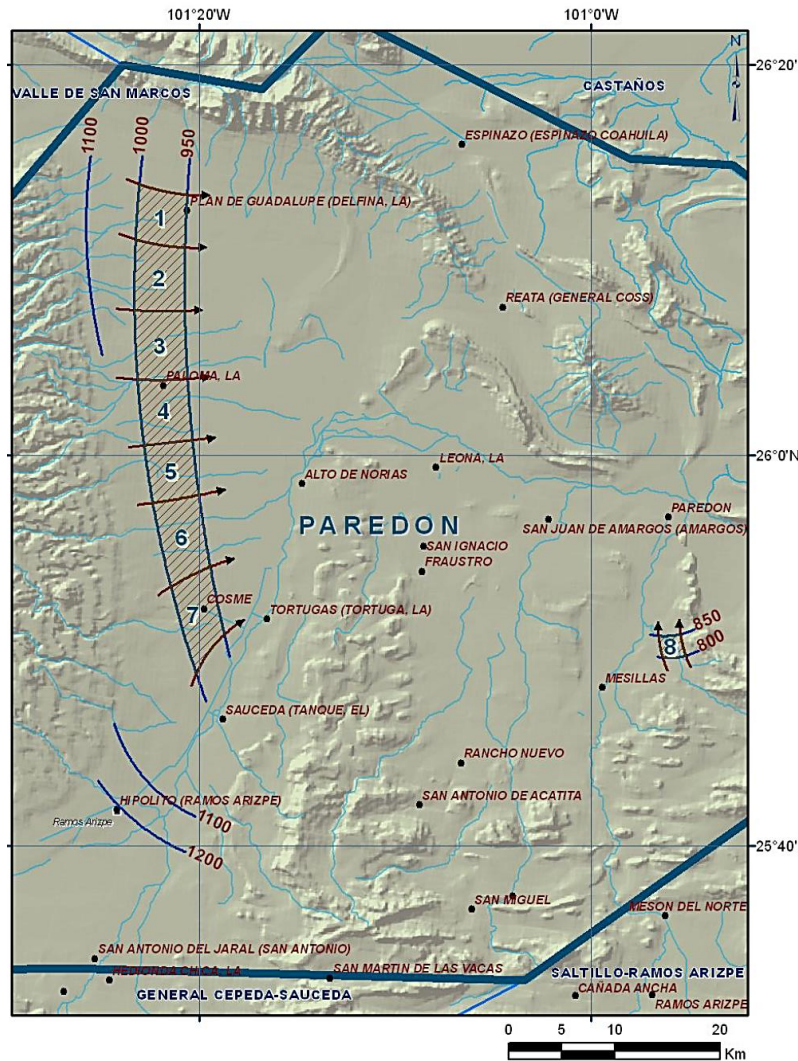 101°20'W
101°0'W
N
26°20'
VALLE DE SAN MARCOS
CASTAÑOS
1100
1000
950
ESPINAZO (ESPINAZO COAHUILA)
1
PLAN DE GUADALUPE (DELFINA, LA)
2
REATA (GENERAL COSS)
3
PALOMA, LA
4
26°0'N
LEONA, LA
5
ALTO DE NORIAS
PAREDON
PAREDON
SAN JUAN DE AMARGOS (AMARGOS)
6
SAN IGNACIO
FRAUSTRO
COSME
7
TORTUGAS (TORTUGA, LA)
850
8
800
MESILLAS
SAUCEDA (TANQUE, EL)
RANCHO NUEVO
HIPOLITO (RAMOS ARIZPE)
SAN ANTONIO DE ACATITA
Ramos Arizpe
1100
1200
25°40'
SAN MIGUEL
MESON DEL NORTE
SAN ANTONIO DEL JARAL (SAN ANTONIO)
HEDIONDA CHICA, LA
SAN MARTIN DE LAS VACAS
SALTILLO-RAMOS ARIZPE
GENERAL CEPEDA-SAUCEDA
CAÑADA ANCHA
RAMOS ARIZPE
0 5 10 20
Km